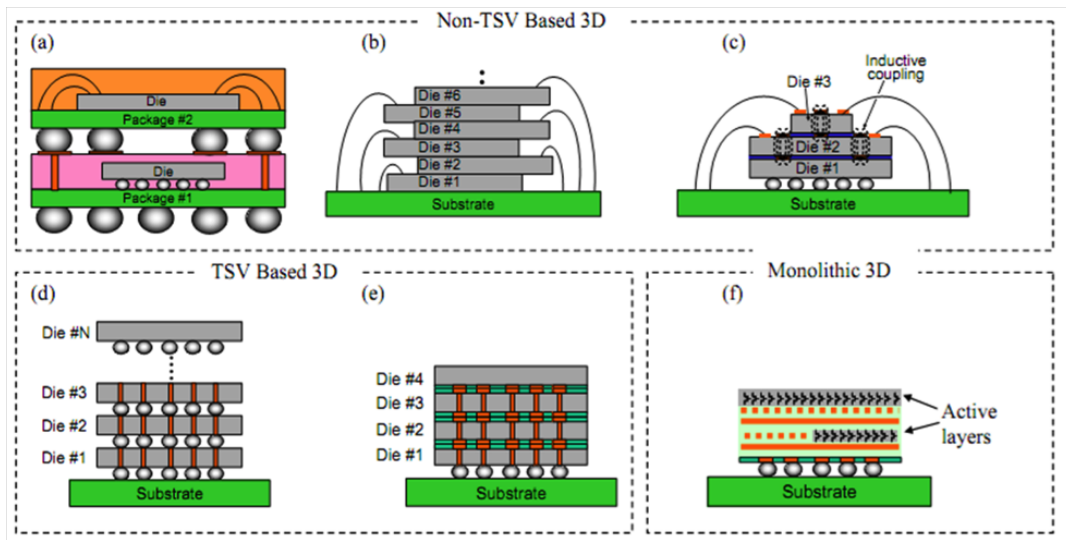 Non-TSV Based 3D
(a)
Die
Package #2
Die
Package #1
(b)
Die #6
Die #5
Die #4
Die #3
Die #2
Die #1
Substrate
(c)
Inductive
coupling
Die #3
Die #2
Die #1
Substrate
TSV Based 3D
(d)
Die #N
Die #3
Die #2
Die #1
Substrate
(e)
Die #4
Die #3
Die #2
Die #1
Substrate
Monolithic 3D
(f)
Active
layers
Substrate